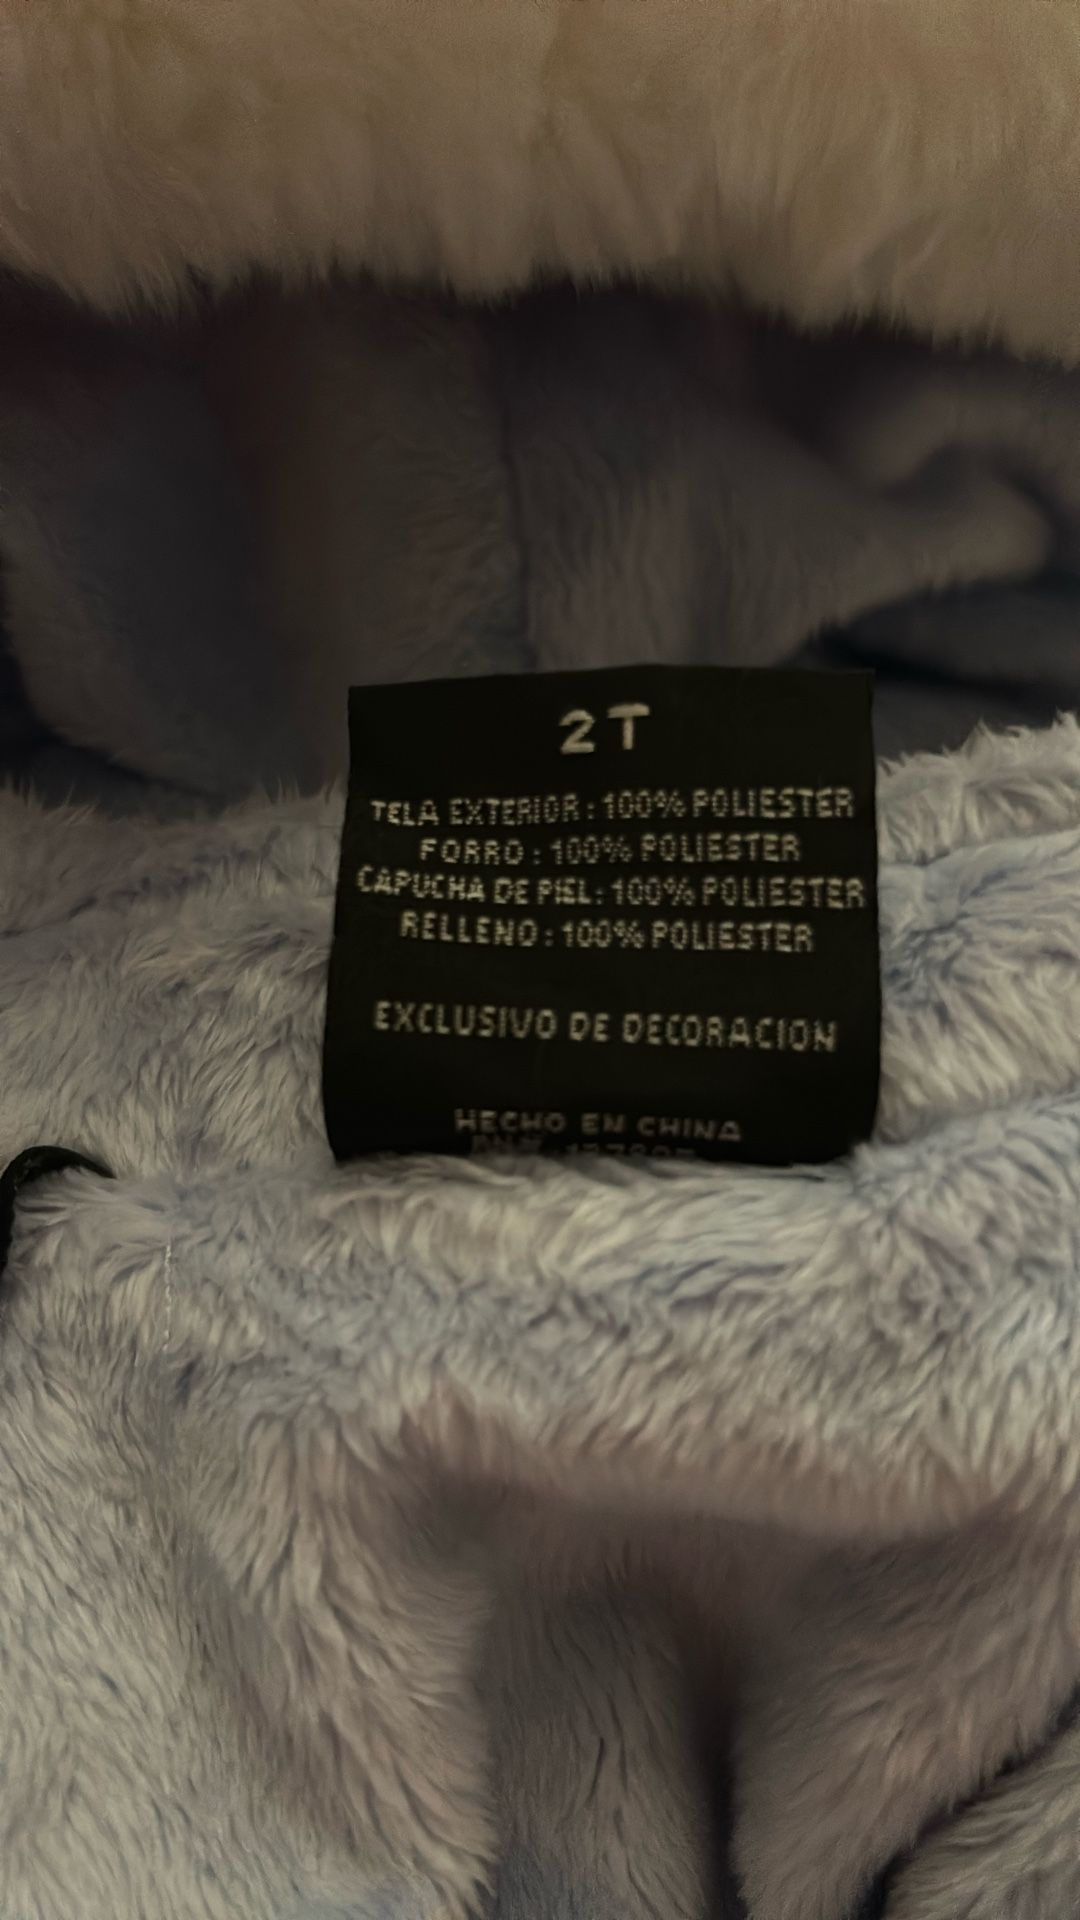 2T
TELA EXTERIOR : 100% POLIESTER
FORRO : 100% POLIESTER
CAPUCHA DE PIEL : 100% POLIESTER
RELLENO : 100% POLIESTER
EXCLUSIVO DE DECORACION
HECHO EN CHINA